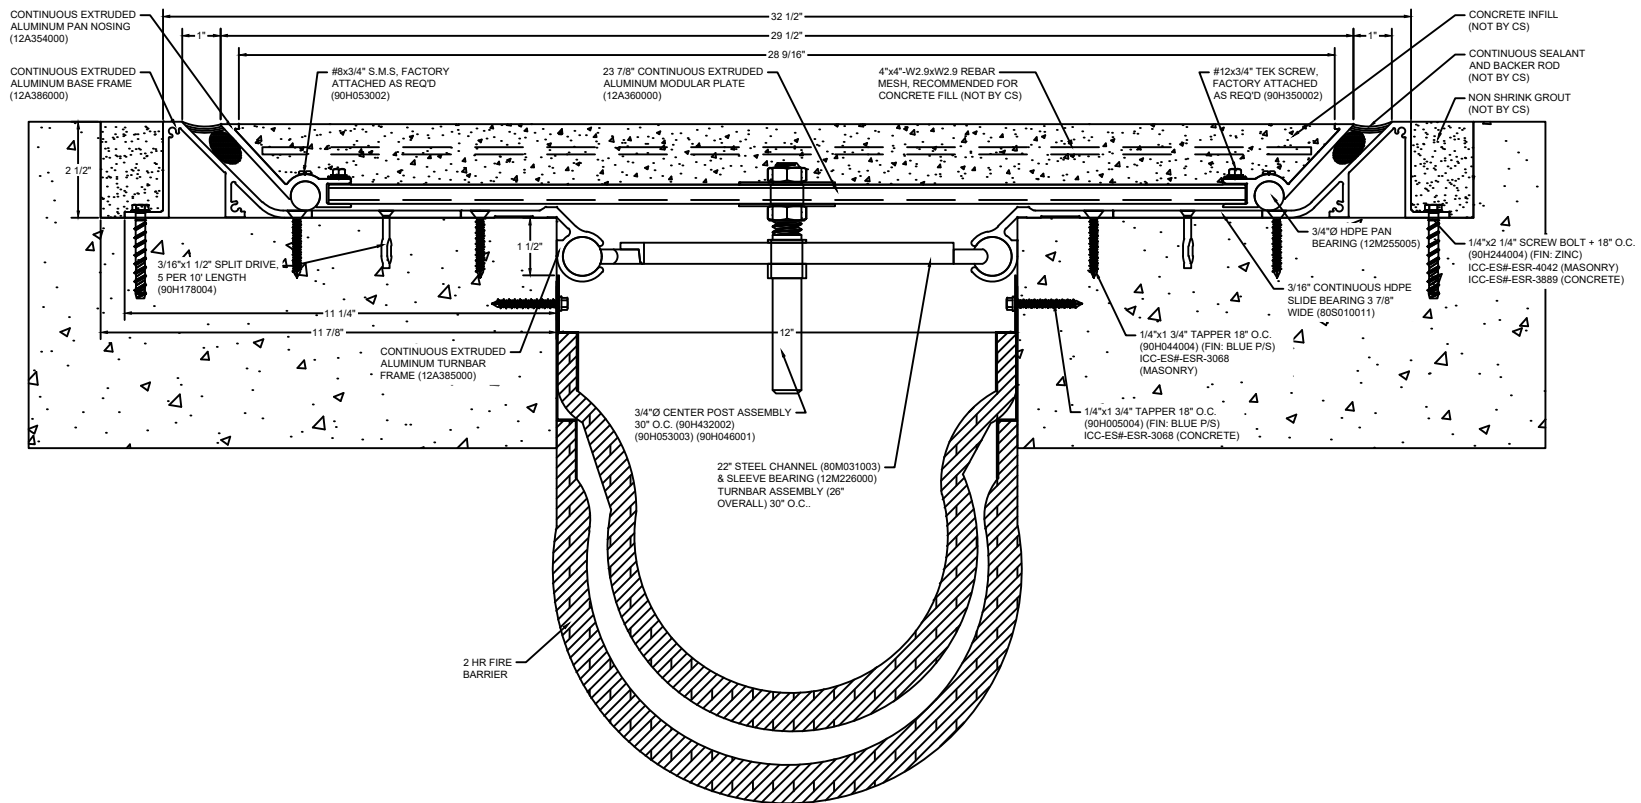 CONTINUOUS EXTRUDED
ALUMINUM PAN NOSING
(12A354000)
32 1/2"
CONCRETE INFILL
(NOT BY CS)
1"
29 1/2"
1"
28 9/16"
CONTINUOUS SEALANT
AND BACKER ROD
(NOT BY CS)
CONTINUOUS EXTRUDED
ALUMINUM BASE FRAME
(12A386000)
#8x3/4" S.M.S, FACTORY
ATTACHED AS REQ'D
(90H053002)
23 7/8" CONTINUOUS EXTRUDED
ALUMINUM MODULAR PLATE
(12A360000)
4"x4"-W2.9xW2.9 REBAR
MESH, RECOMMENDED FOR
CONCRETE FILL (NOT BY CS)
#12x3/4" TEK SCREW,
FACTORY ATTACHED
AS REQ'D (90H350002)
NON SHRINK GROUT
(NOT BY CS)
2 1/2"
1 1/2"
3/16"x1 1/2" SPLIT DRIVE,
5 PER 10' LENGTH
(90H178004)
3/4"Ø HDPE PAN
BEARING (12M255005)
1/4"x2 1/4" SCREW BOLT + 18" O.C.
(90H244004) (FIN: ZINC)
ICC-ES#-ESR-4042 (MASONRY)
ICC-ES#-ESR-3889 (CONCRETE)
3/16" CONTINUOUS HDPE
SLIDE BEARING 3 7/8"
WIDE (80S010011)
11 1/4"
11 7/8"
12"
CONTINUOUS EXTRUDED
ALUMINUM TURNBAR
FRAME (12A385000)
1/4"x1 3/4" TAPPER 18" O.C.
(90H044004) (FIN: BLUE P/S)
ICC-ES#-ESR-3068
(MASONRY)
3/4"Ø CENTER POST ASSEMBLY
30" O.C. (90H432002)
(90H053003) (90H046001)
1/4"x1 3/4" TAPPER 18" O.C.
(90H005004) (FIN: BLUE P/S)
ICC-ES#-ESR-3068 (CONCRETE)
22" STEEL CHANNEL (80M031003)
& SLEEVE BEARING (12M226000)
TURNBAR ASSEMBLY (26"
OVERALL) 30" O.C..
2 HR FIRE
BARRIER